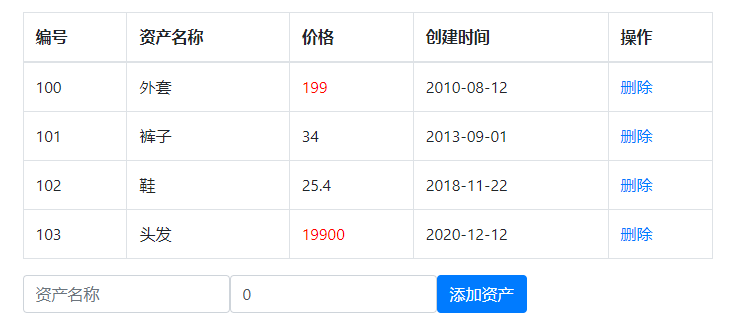 编号 资产名称 价格 创建时间 操作
100 外套 199 2010-08-12 删除
101 裤子 34 2013-09-01 删除
102 鞋 25.4 2018-11-22 删除
103 头发 19900 2020-12-12 删除
资产名称 0 添加资产